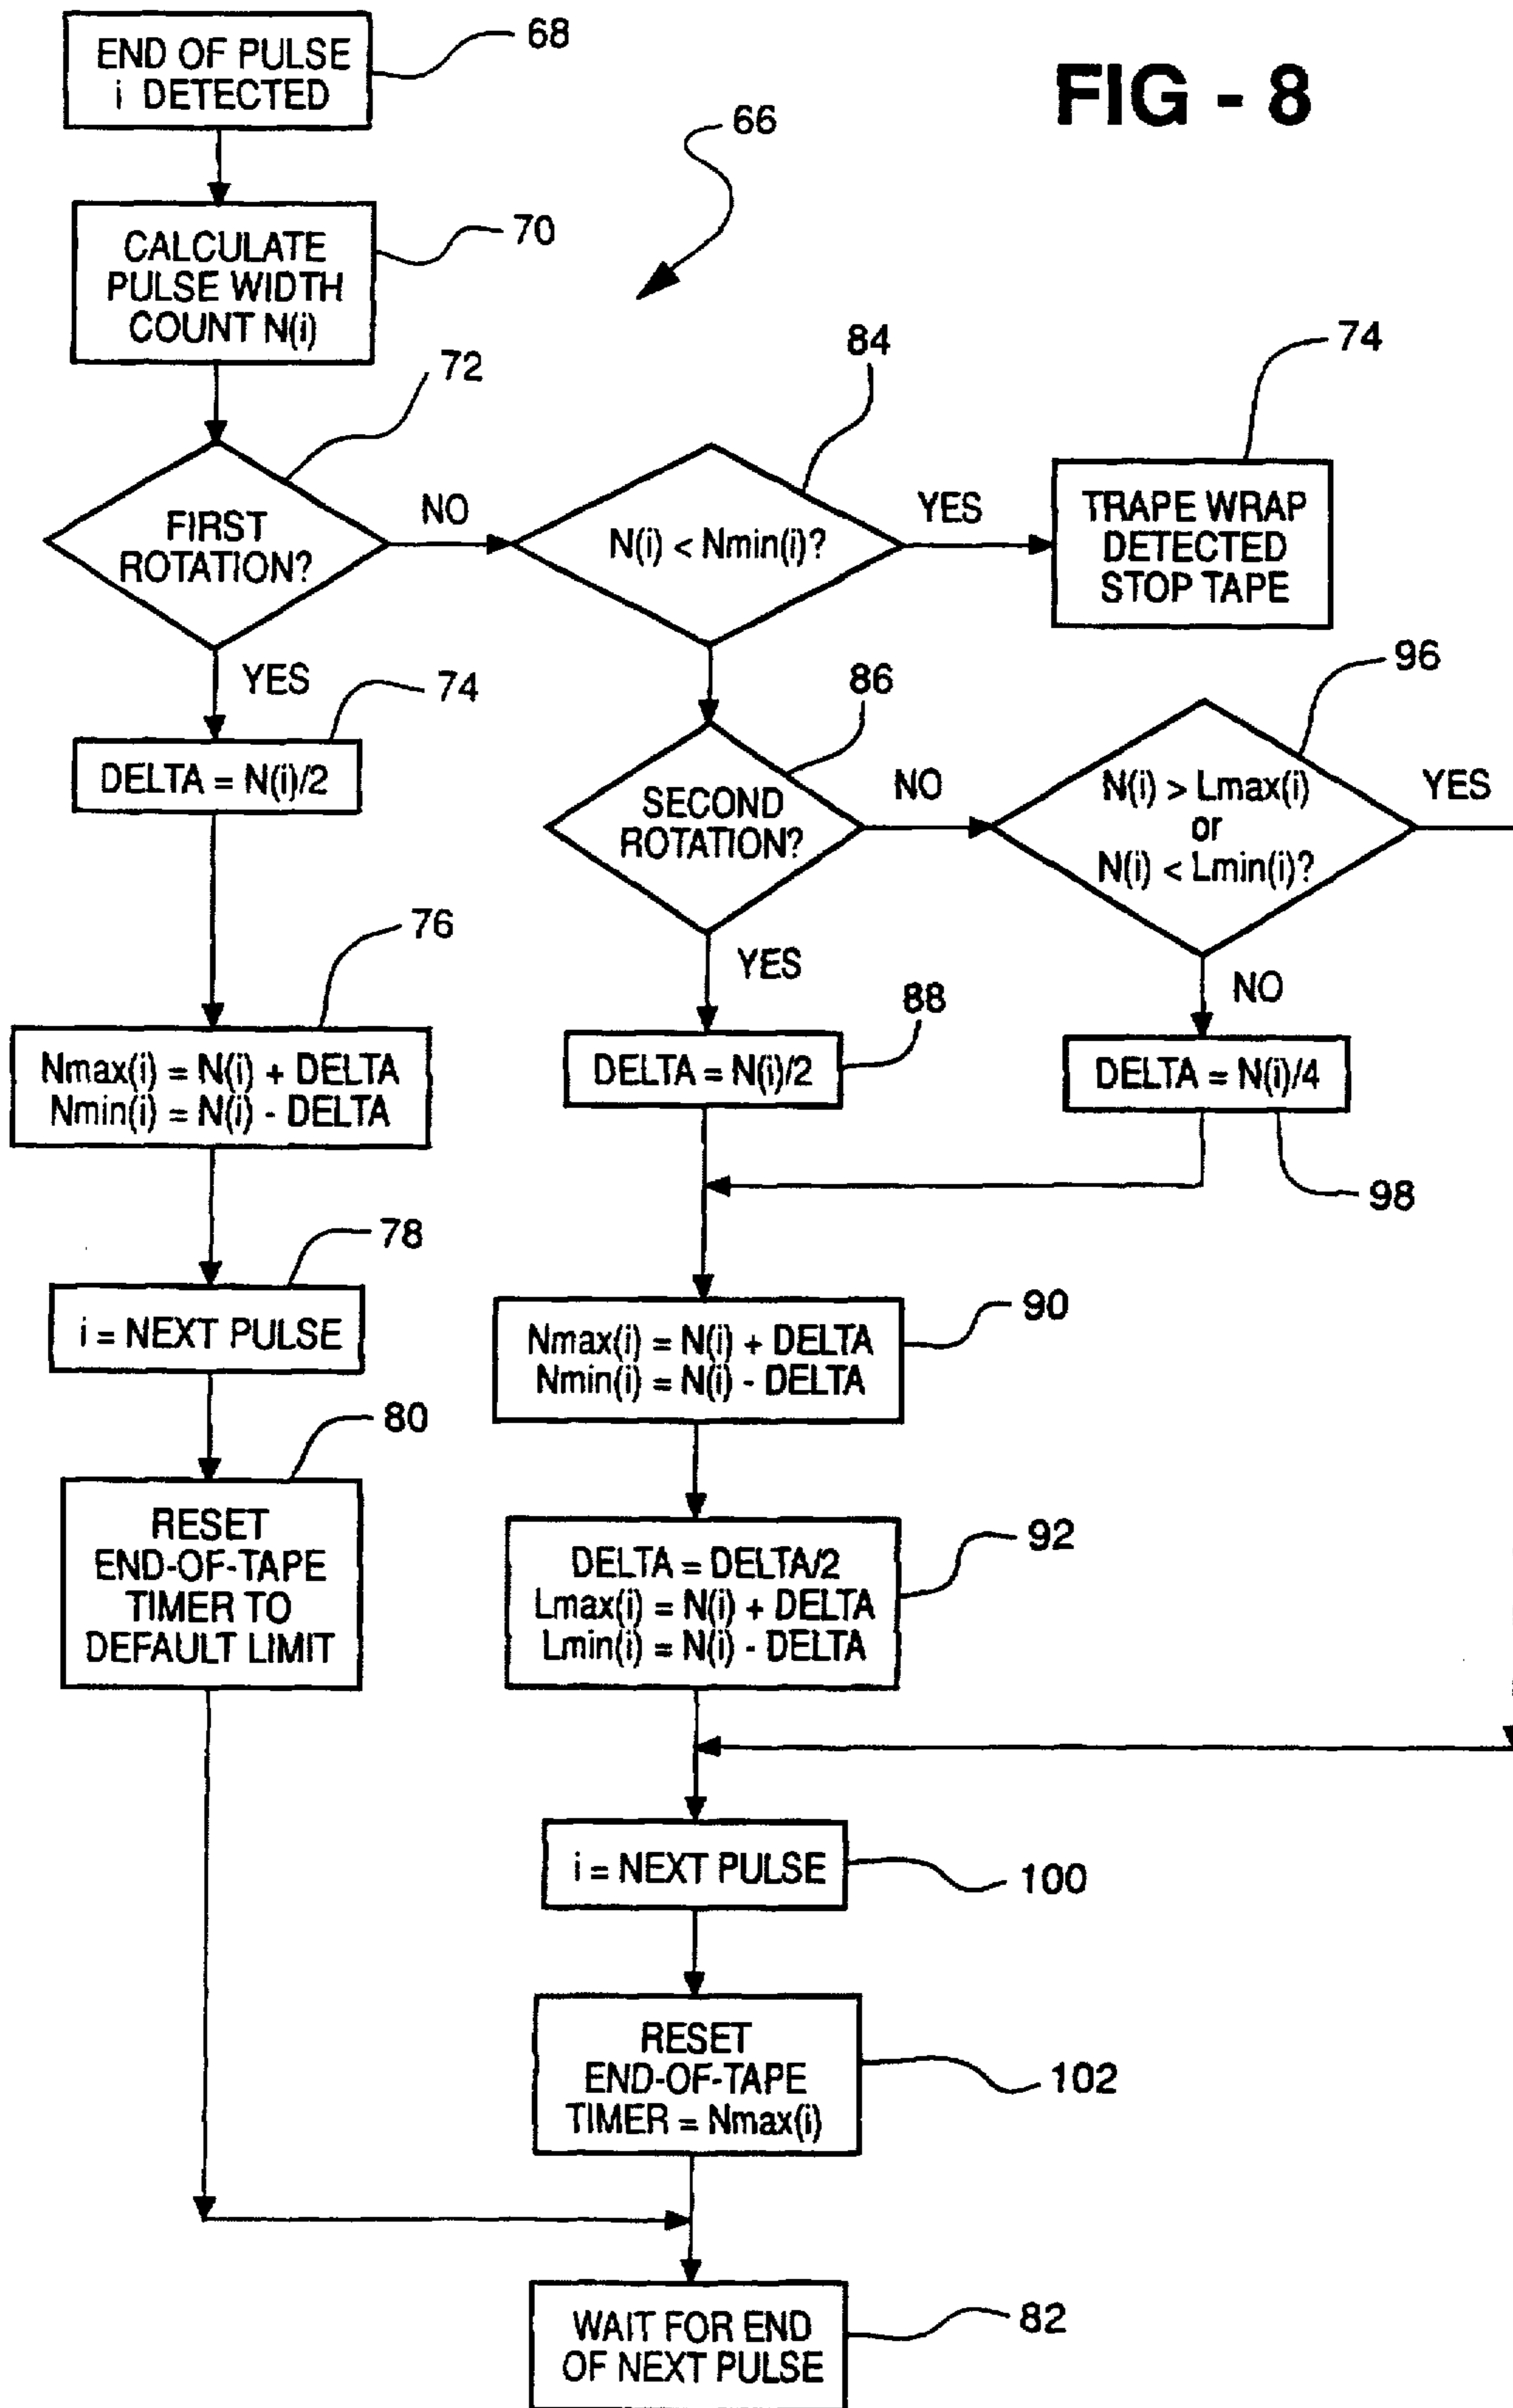 FIG - 8
END OF PULSE
i DETECTED
68
66
CALCULATE
PULSE WIDTH
COUNT N(i)
70
FIRST
ROTATION?
72
NO
YES
N(i) < Nmin(i)?
84
YES
TRAPE WRAP
DETECTED
STOP TAPE
74
DELTA = N(i)/2
74
SECOND
ROTATION?
86
NO
YES
N(i) > Lmax(i)
or
N(i) < Lmin(i)?
96
YES
NO
Nmax(i) = N(i) + DELTA
Nmin(i) = N(i) - DELTA
76
DELTA = N(i)/2
88
DELTA = N(i)/4
98
i = NEXT PULSE
78
Nmax(i) = N(i) + DELTA
Nmin(i) = N(i) - DELTA
90
RESET
END-OF-TAPE
TIMER TO
DEFAULT LIMIT
80
DELTA = DELTA/2
Lmax(i) = N(i) + DELTA
Lmin(i) = N(i) - DELTA
92
i = NEXT PULSE
100
RESET
END-OF-TAPE
TIMER = Nmax(i)
102
WAIT FOR END
OF NEXT PULSE
82